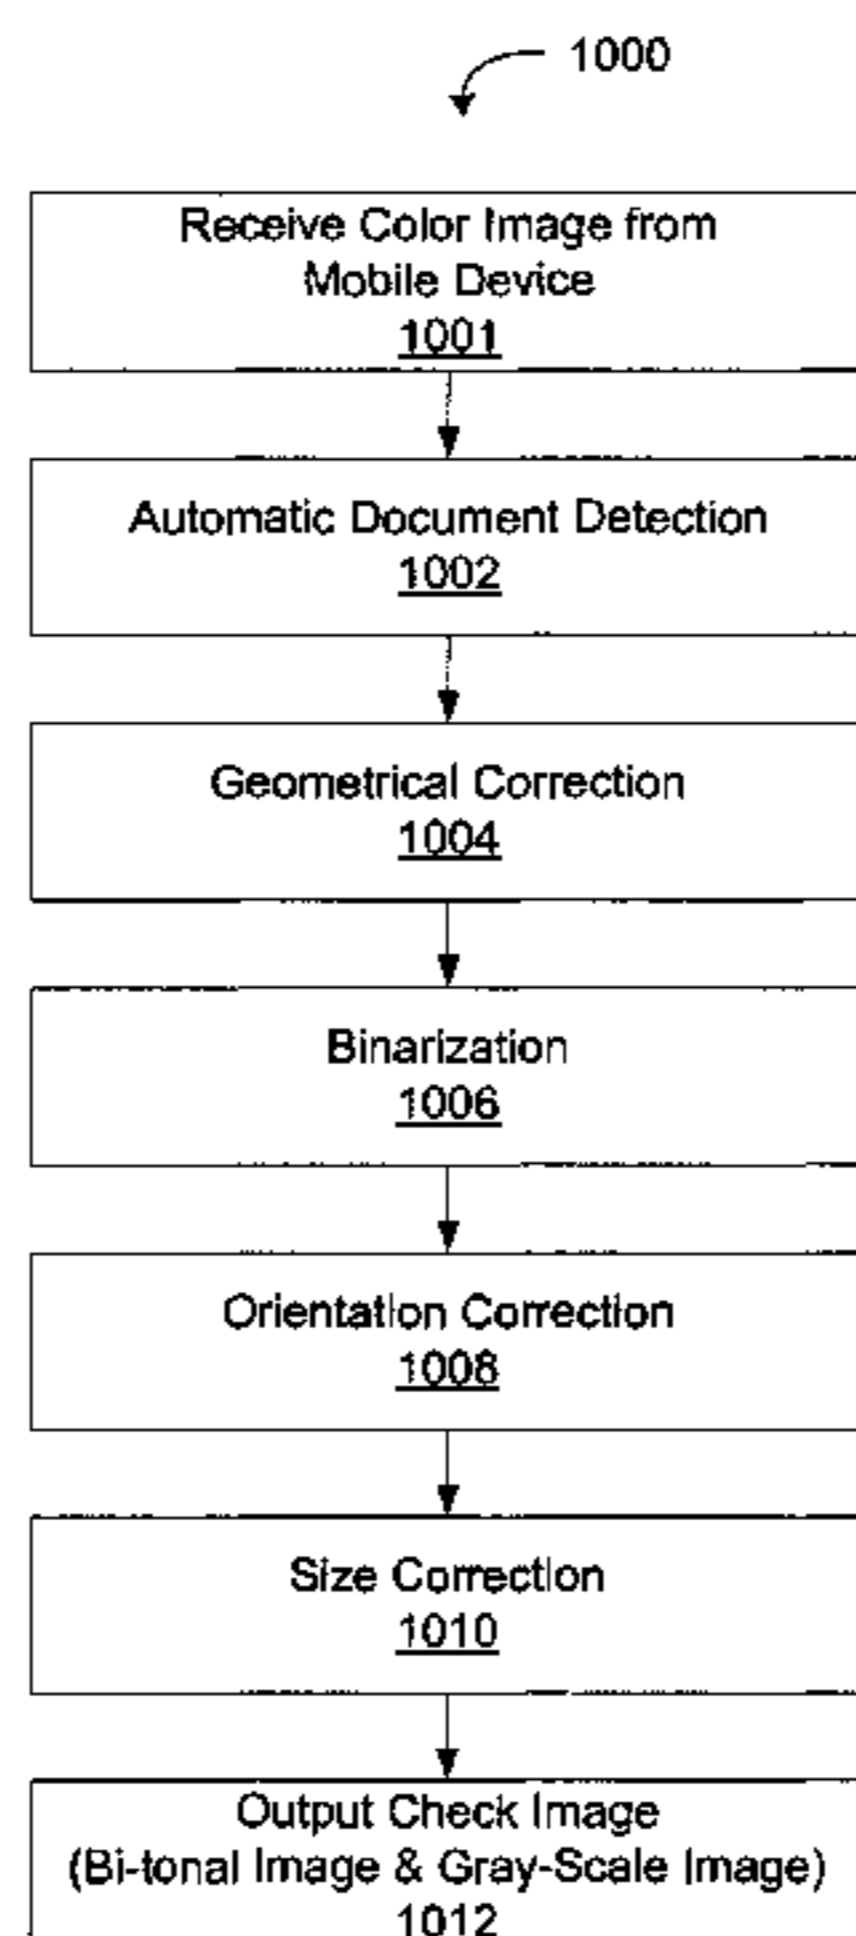 1000
Receive Color Image from
Mobile Device
1001
Automatic Document Detection
1002
Geometrical Correction
1004
Binarization
1006
Orientation Correction
1008
Size Correction
1010
Output Check Image
(Bi-tonal Image & Gray-Scale Image)
1012